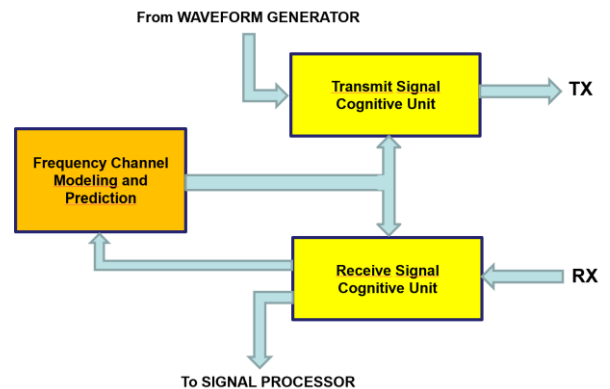 From WAVEFORM GENERATOR
Transmit Signal
Cognitive Unit
TX
Frequency Channel
Modeling and
Prediction
Receive Signal
Cognitive Unit
RX
To SIGNAL PROCESSOR